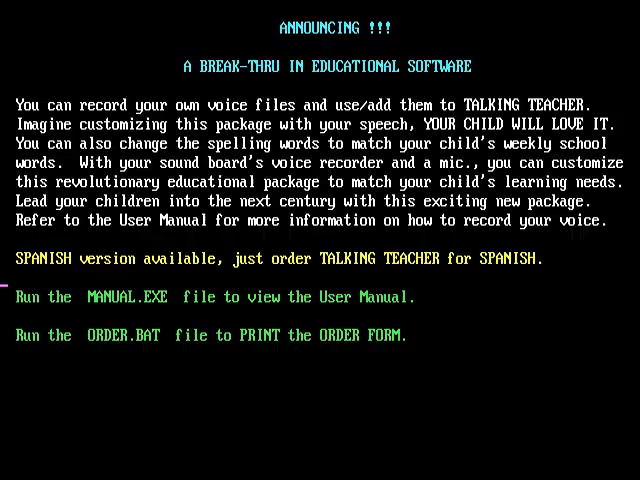 ANNOUNCING !!!
A BREAK-THRU IN EDUCATIONAL SOFTWARE
You can record your own voice files and use/add them to TALKING TEACHER.
Imagine customizing this package with your speech, YOUR CHILD WILL LOVE IT.
You can also change the spelling words to match your child's weekly school
words.  With your sound board's voice recorder and a mic., you can customize
this revolutionary educational package to match your child's learning needs.
Lead your children into the next century with this exciting new package.
Refer to the User Manual for more information on how to record your voice.
SPANISH version available, just order TALKING TEACHER for SPANISH.
Run the  MANUAL.EXE  file to view the User Manual.
Run the  ORDER.BAT  file to PRINT the ORDER FORM.